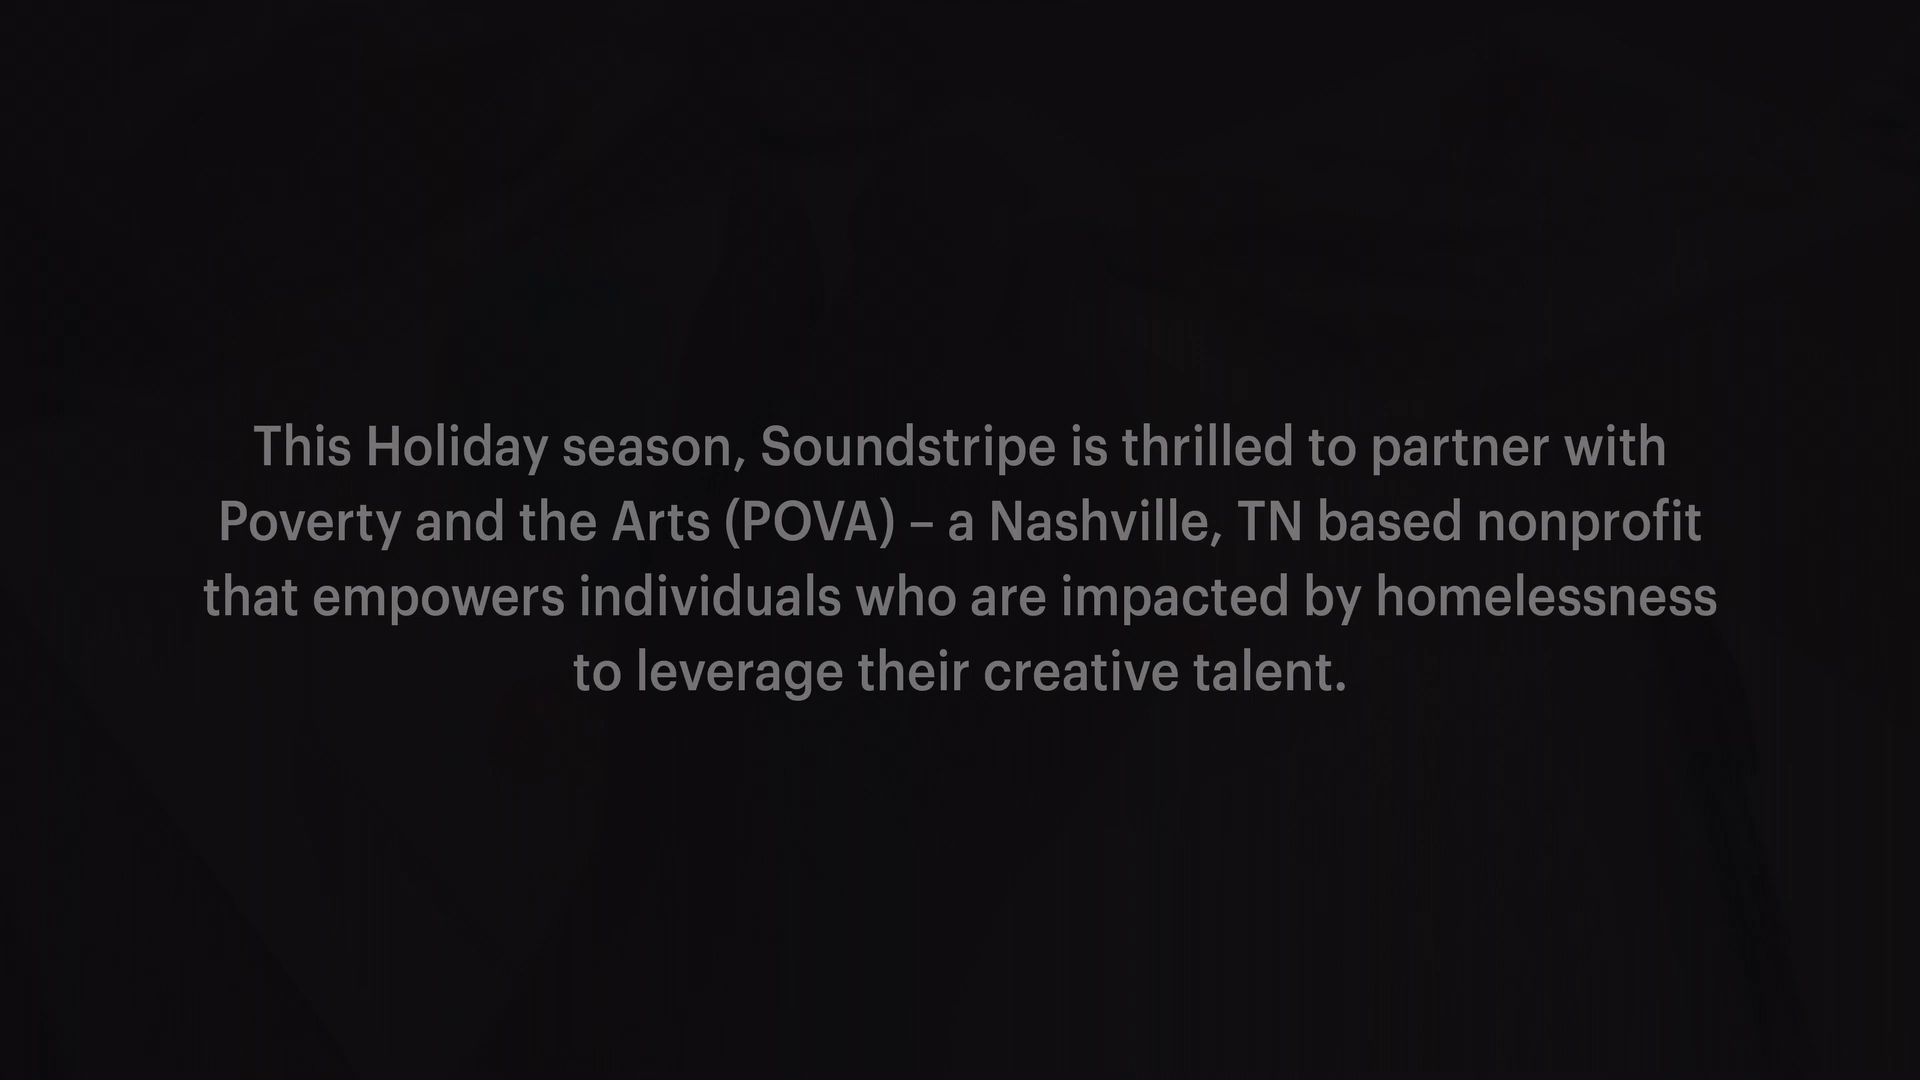 This Holiday season, Soundstripe is thrilled to partner with
Poverty and the Arts (POVA) – a Nashville, TN based nonprofit
that empowers individuals who are impacted by homelessness
to leverage their creative talent.